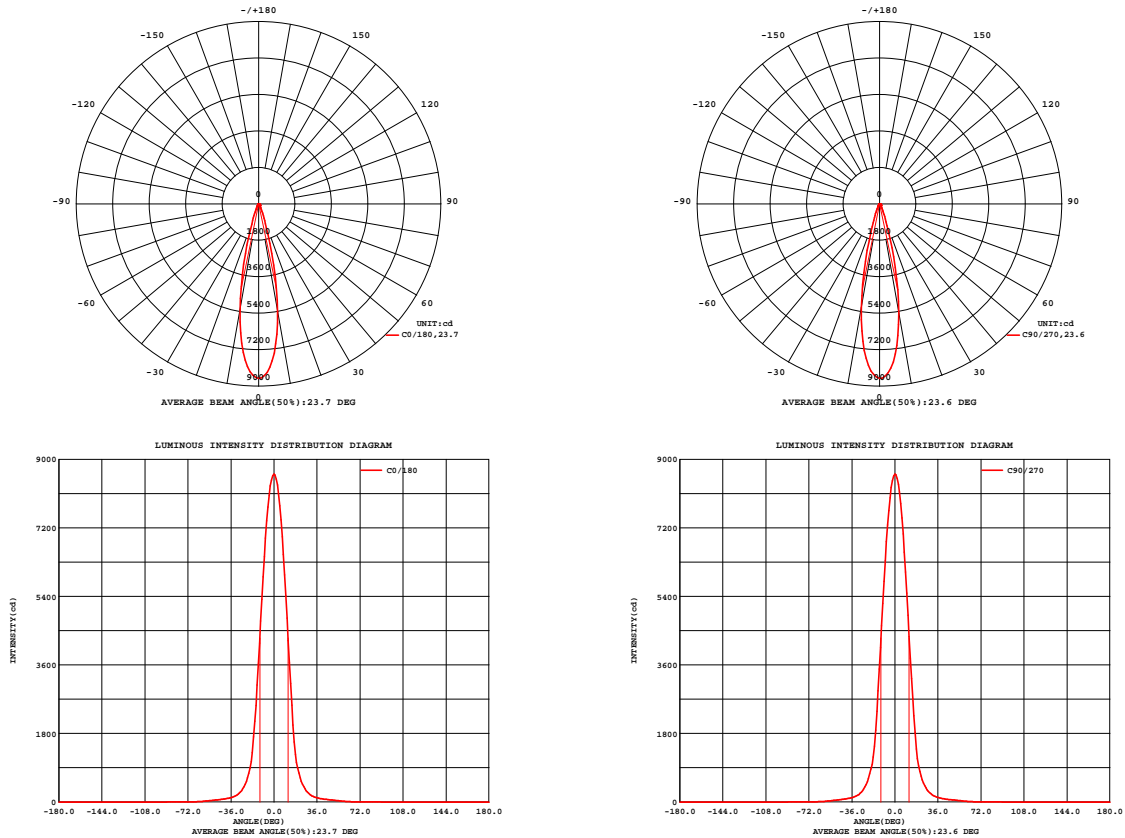 -/+180
-150
150
-120
120
-90
90
0
1800
3600
5400
7200
9000
-60
60
-30
30
0
UNIT:cd
C0/180,23.7
AVERAGE BEAM ANGLE(50%):23.7 DEG
-/+180
-150
150
-120
120
-90
90
0
1800
3600
5400
7200
9000
-60
60
-30
30
0
UNIT:cd
C90/270,23.6
AVERAGE BEAM ANGLE(50%):23.6 DEG
LUMINOUS INTENSITY DISTRIBUTION DIAGRAM
C0/180
9000
7200
5400
3600
1800
0
INTENSITY(cd)
-180.0 -144.0 -108.0 -72.0 -36.0 0.0 36.0 72.0 108.0 144.0 180.0
ANGLE(DEG)
AVERAGE BEAM ANGLE(50%):23.7 DEG
LUMINOUS INTENSITY DISTRIBUTION DIAGRAM
C90/270
9000
7200
5400
3600
1800
0
INTENSITY(cd)
-180.0 -144.0 -108.0 -72.0 -36.0 0.0 36.0 72.0 108.0 144.0 180.0
ANGLE(DEG)
AVERAGE BEAM ANGLE(50%):23.6 DEG